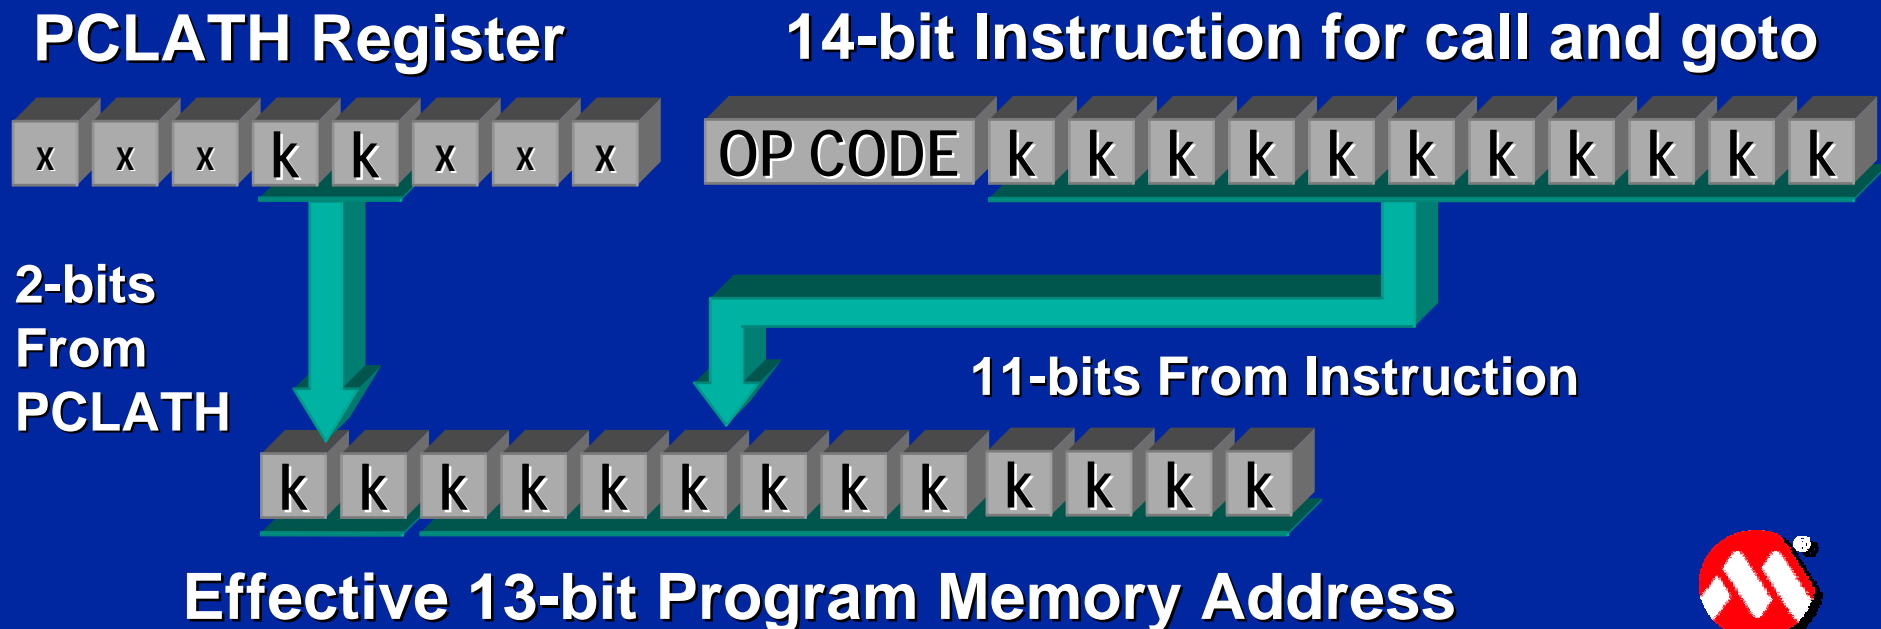 PCLATH Register
14-bit Instruction for call and goto
x x x k k x x x
OP CODE k k k k k k k k k k k
2-bits
From
PCLATH
11-bits From Instruction
k k k k k k k k k k k k k
Effective 13-bit Program Memory Address
®